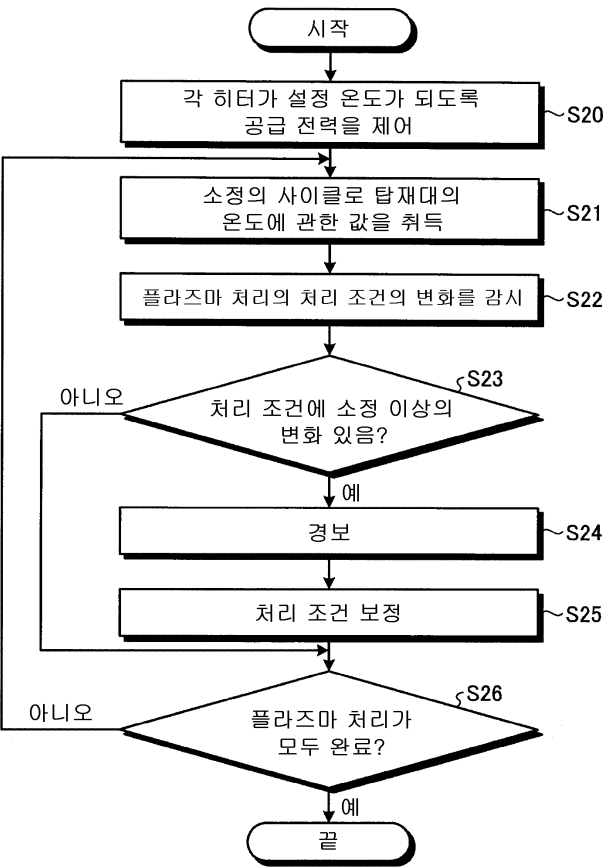 시작
각 히터가 설정 온도가 되도록
공급 전력을 제어
S20
소정의 사이클로 탑재대의
온도에 관한 값을 취득
S21
플라즈마 처리의 처리 조건의 변화를 감시
S22
S23
아니오
처리 조건에 소정 이상의
변화 있음?
예
경보
S24
처리 조건 보정
S25
S26
아니오
플라즈마 처리가
모두 완료?
예
끝